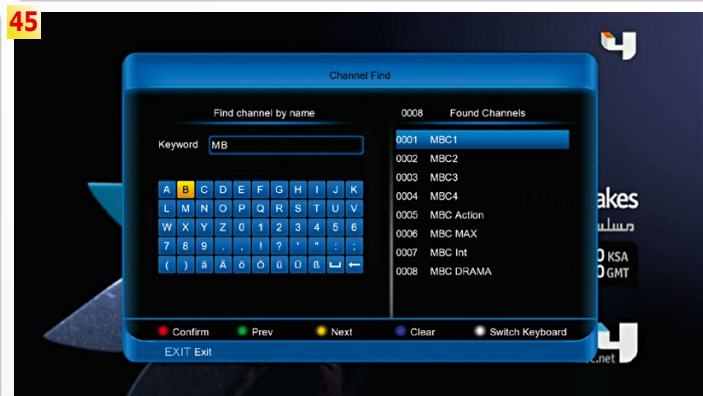 45
Channel Find
Find channel by name
0008 Found Channels
Keyword MB
0001 MBC1
0002 MBC2
0003 MBC3
0004 MBC4
0005 MBC Action
0006 MBC MAX
0007 MBC Int
0008 MBC DRAMA
A B C D E F G H I J K
L M N O P Q R S T U V
W X Y Z 0 1 2 3 4 5 6
7 8 9 . , ! ? ' " ; :
( ) ä Ä ö Ö ü Ü ß
akes
KSA
GMT
Confirm Prev Next Clear Switch Keyboard
EXIT Exit
.net